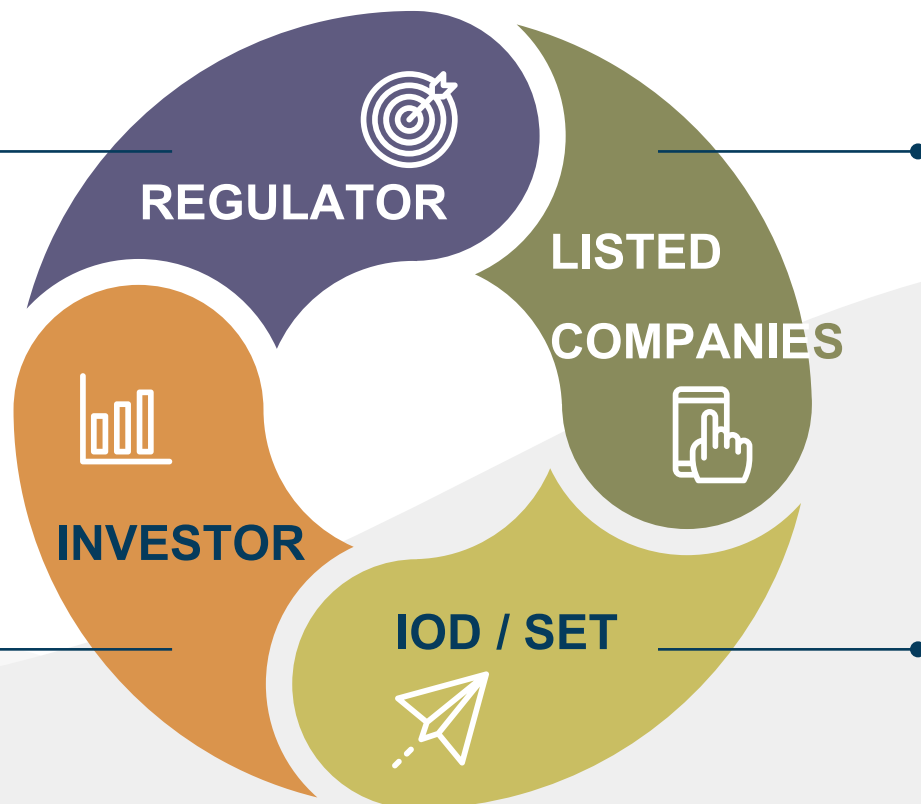 REGULATOR
LISTED
COMPANIES
INVESTOR
IOD / SET